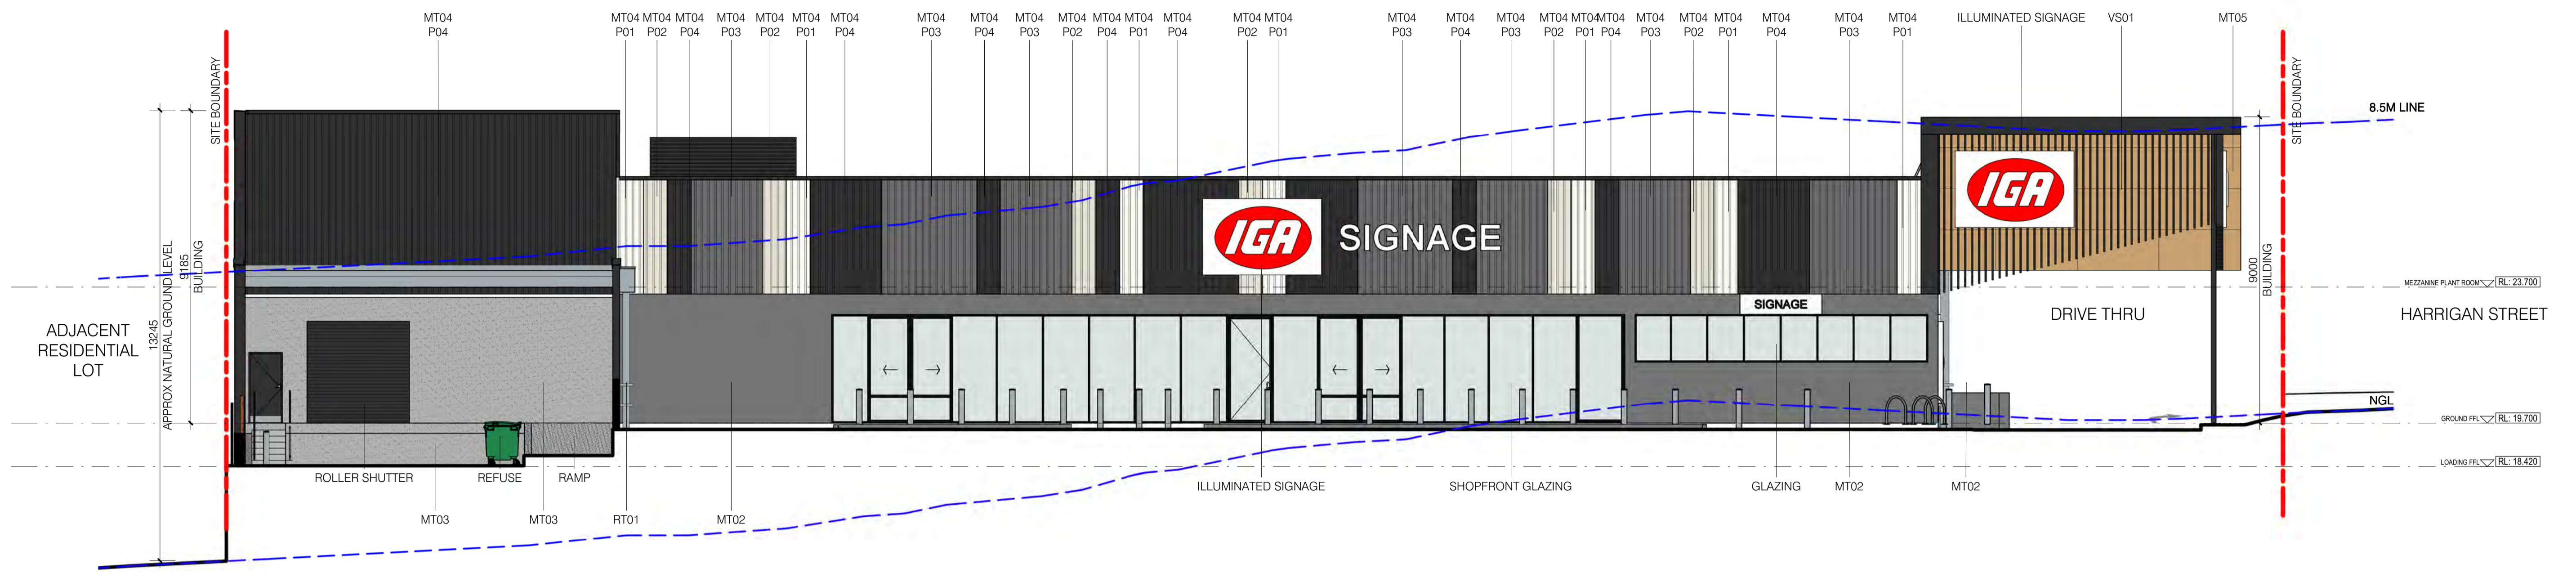 MT04 MT04 MT04 MT04 MT04 MT04 MT04 MT04 MT04 MT04 MT04 MT04 MT04 MT04 MT04 MT04 MT04 MT04 MT04 MT04 MT04 MT04 MT04 MT04 MT04 MT04 MT04 MT04 MT04 ILLUMINATED SIGNAGE VS01 MT05
P04 P01 P02 P04 P03 P02 P01 P04 P03 P04 P03 P02 P04 P01 P04 P02 P01 P03 P04 P03 P02 P01 P04 P03 P02 P01 P04 P03 P01
SITE BOUNDARY
SITE BOUNDARY
8.5M LINE
IGA
IGA
SIGNAGE
13245
APPROX NATURAL GROUND LEVEL
9185
BUILDING
9000
BUILDING
MEZZANINE PLANT ROOM RL: 23.700
SIGNAGE
ADJACENT
RESIDENTIAL
LOT
DRIVE THRU
HARRIGAN STREET
NGL
GROUND FFL RL: 19.700
LOADING FFL RL: 18.420
ROLLER SHUTTER REFUSE RAMP
ILLUMINATED SIGNAGE SHOPFRONT GLAZING GLAZING MT02 MT02
MT03 MT03 RT01 MT02